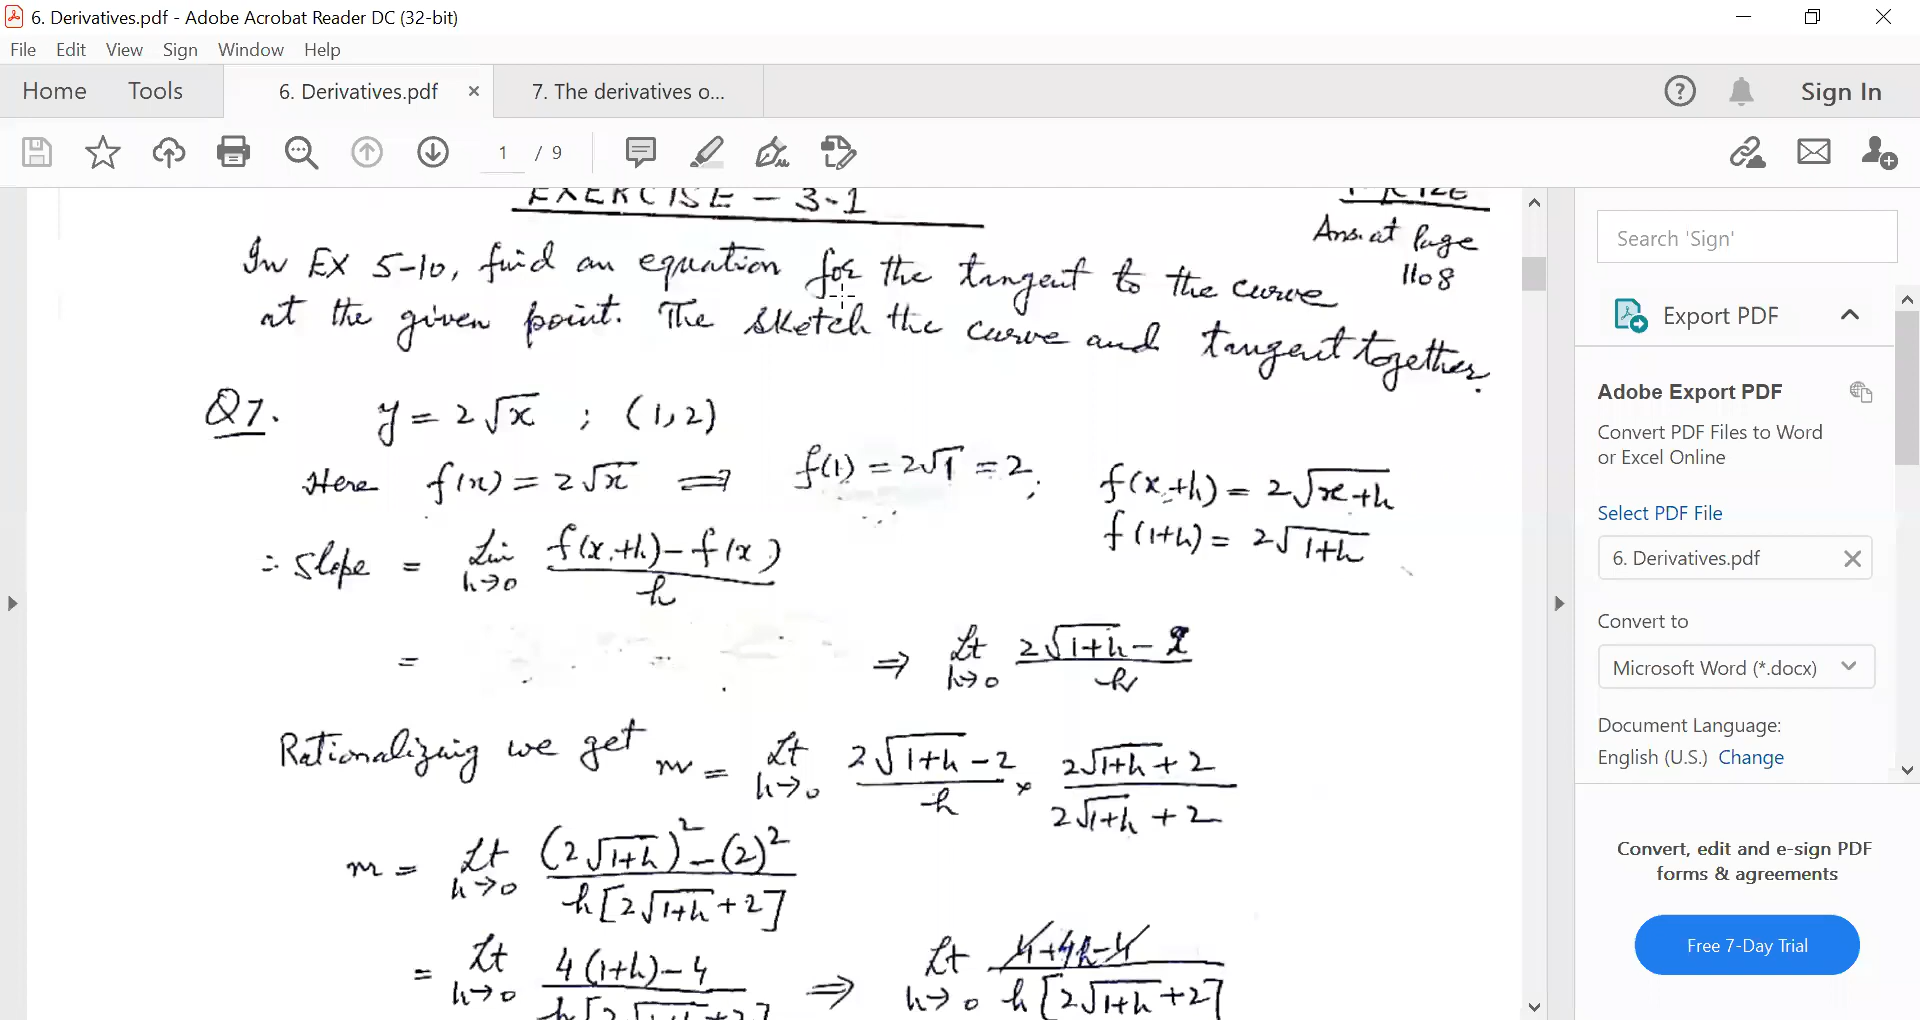 6. Derivatives.pdf - Adobe Acrobat Reader DC (32-bit)
File Edit View Sign Window Help
Home Tools 6. Derivatives.pdf × 7. The derivatives o... Sign In
1 / 9
EXERCISE - 3.1
Ans. at Page
1108
In EX 5-10, find an equation for the tangent to the curve
at the given point. The sketch the curve and tangent together.
Q7. y = 2√x ; (1,2)
Here f(x) = 2√x ⟹ f(1) = 2√1 = 2; f(x+h) = 2√(x+h)
f(1+h) = 2√(1+h)
∴ Slope = Lim h→0 (f(x+h) - f(x))/h
= ⇒ Lt h→0 (2√(1+h) - 2)/h
Rationalizing we get m = Lt h→0 (2√(1+h) - 2)/h × (2√(1+h) + 2)/(2√(1+h) + 2)
m = Lt h→0 ((2√(1+h))² - (2)²)/(h[2√(1+h) + 2])
= Lt h→0 (4(1+h) - 4)/(h[2√(1+h) + 2]) ⇒ Lt h→0 (4+4h-4)/(h[2√(1+h) + 2])
Search 'Sign'
Export PDF
Adobe Export PDF
Convert PDF Files to Word
or Excel Online
Select PDF File
6. Derivatives.pdf
Convert to
Microsoft Word (*.docx)
Document Language:
English (U.S.) Change
Convert, edit and e-sign PDF
forms & agreements
Free 7-Day Trial